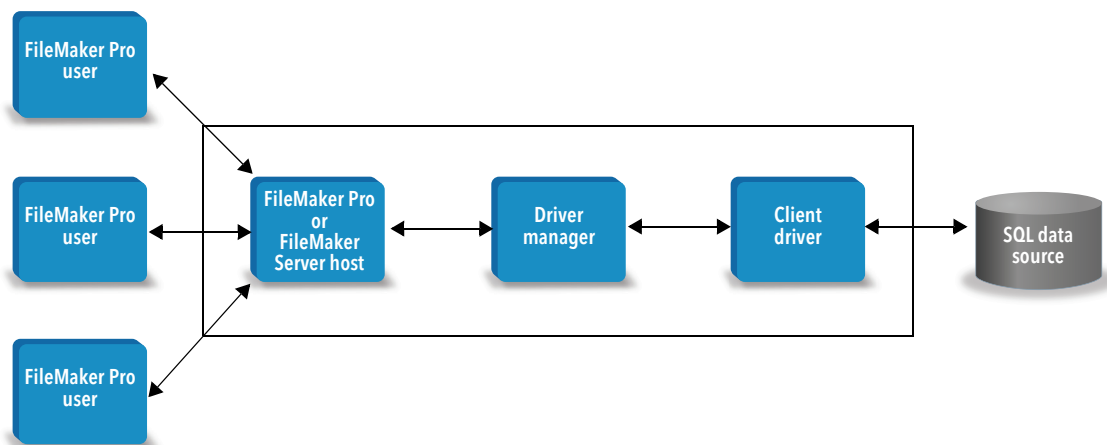 FileMaker Pro
user
FileMaker Pro
user
FileMaker Pro
or
FileMaker
Server host
Driver
manager
Client
driver
SQL data
source
FileMaker Pro
user